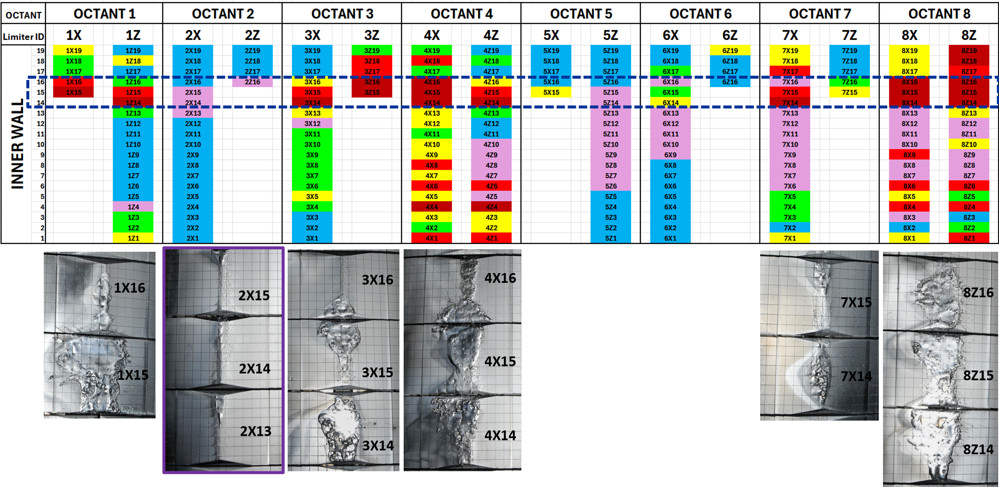 OCTANT OCTANT 1 OCTANT 2 OCTANT 3 OCTANT 4 OCTANT 5 OCTANT 6 OCTANT 7 OCTANT 8
Limiter ID 1X 1Z 2X 2Z 3X 3Z 4X 4Z 5X 5Z 6X 6Z 7X 7Z 8X 8Z
INNER WALL
19 1X19 1Z19 2X19 2Z19 3X19 3Z19 4X19 4Z19 5X19 5Z19 6X19 6Z19 7X19 7Z19 8X19 8Z19
18 1X18 1Z18 2X18 2Z18 3X18 3Z18 4X18 4Z18 5X18 5Z18 6X18 6Z18 7X18 7Z18 8X18 8Z18
17 1X17 1Z17 2X17 2Z17 3X17 3Z17 4X17 4Z17 5X17 5Z17 6X17 6Z17 7X17 7Z17 8X17 8Z17
16 1X16 1Z16 2X16 2Z16 3X16 3Z16 4X16 4Z16 5X16 5Z16 6X16 6Z16 7X16 7Z16 8X16 8Z16
15 1X15 1Z15 2X15 3X15 3Z15 4X15 4Z15 5X15 5Z15 6X15 7X15 7Z15 8X15 8Z15
14 1Z14 2X14 3X14 4X14 4Z14 5Z14 6X14 7X14 8X14 8Z14
13 1Z13 2X13 3X13 4X13 4Z13 5Z13 6X13 7X13 8X13 8Z13
12 1Z12 2X12 3X12 4X12 4Z12 5Z12 6X12 7X12 8X12 8Z12
11 1Z11 2X11 3X11 4X11 4Z11 5Z11 6X11 7X11 8X11 8Z11
10 1Z10 2X10 3X10 4X10 4Z10 5Z10 6X10 7X10 8X10 8Z10
9 1Z9 2X9 3X9 4X9 4Z9 5Z9 6X9 7X9 8X9 8Z9
8 1Z8 2X8 3X8 4X8 4Z8 5Z8 6X8 7X8 8X8 8Z8
7 1Z7 2X7 3X7 4X7 4Z7 5Z7 6X7 7X7 8X7 8Z7
6 1Z6 2X6 3X6 4X6 4Z6 5Z6 6X6 7X6 8X6 8Z6
5 1Z5 2X5 3X5 4X5 4Z5 5Z5 6X5 7X5 8X5 8Z5
4 1Z4 2X4 3X4 4X4 4Z4 5Z4 6X4 7X4 8X4 8Z4
3 1Z3 2X3 3X3 4X3 4Z3 5Z3 6X3 7X3 8X3 8Z3
2 1Z2 2X2 3X2 4X2 4Z2 5Z2 6X2 7X2 8X2 8Z2
1 1Z1 2X1 3X1 4X1 4Z1 5Z1 6X1 7X1 8X1 8Z1
1X16
1X15
2X15
2X14
2X13
3X16
3X15
3X14
4X16
4X15
4X14
7X15
7X14
8Z16
8Z15
8Z14